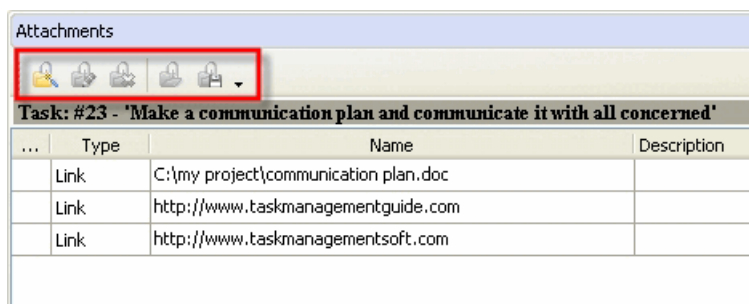 Attachments
Task: #23 - 'Make a communication plan and communicate it with all concerned'
... Type Name Description
Link C:\my project\communication plan.doc
Link http://www.taskmanagementguide.com
Link http://www.taskmanagementsoft.com